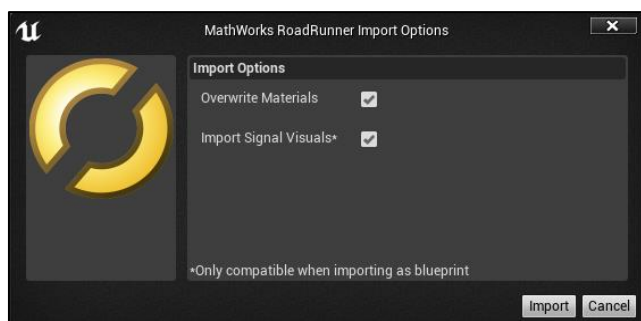 MathWorks RoadRunner Import Options
Import Options
Overwrite Materials
Import Signal Visuals*
*Only compatible when importing as blueprint
Import Cancel